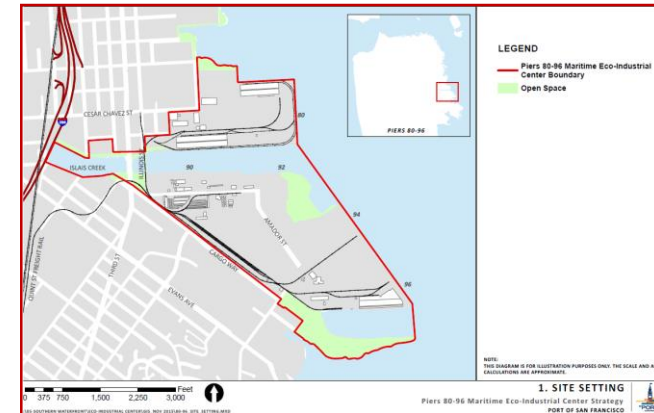 LEGEND
Piers 80-96 Maritime Eco-Industrial
Center Boundary
Open Space
PIERS 80-96
CESAR CHAVEZ ST
80
ILLINOIS ST
ISLAIS CREEK
90
92
94
AMADOR ST
CARGO WAY
THIRD ST
QUINT ST FREIGHT RAIL
EVANS AVE
96
NOTE:
THIS DIAGRAM IS FOR ILLUSTRATION PURPOSES ONLY. THE SCALE AND A
CALCULATIONS ARE APPROXIMATE.
Feet
0 375 750 1,500 2,250 3,000
1. SITE SETTING
Piers 80-96 Maritime Eco-Industrial Center Strategy
PORT OF SAN FRANCISCO